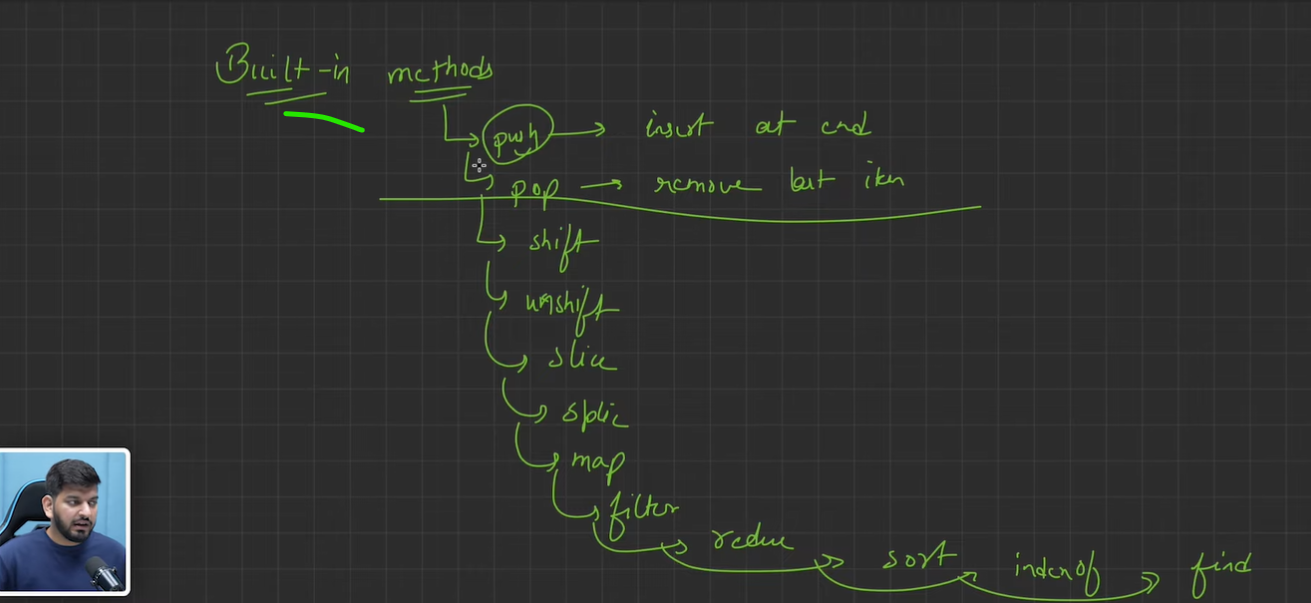 Built-in methods
push → insert at end
pop → remove last item
shift
unshift
slice
splic
map
filter
reduce
sort
indexof
find